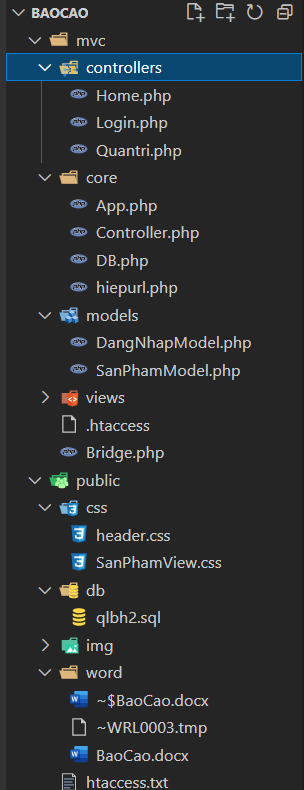 BAOCAO
mvc
controllers
Home.php
Login.php
Quantri.php
core
App.php
Controller.php
DB.php
hiepurl.php
models
DangNhapModel.php
SanPhamModel.php
views
.htaccess
Bridge.php
public
css
header.css
SanPhamView.css
db
qlbh2.sql
img
word
~$BaoCao.docx
~WRL0003.tmp
BaoCao.docx
htaccess.txt